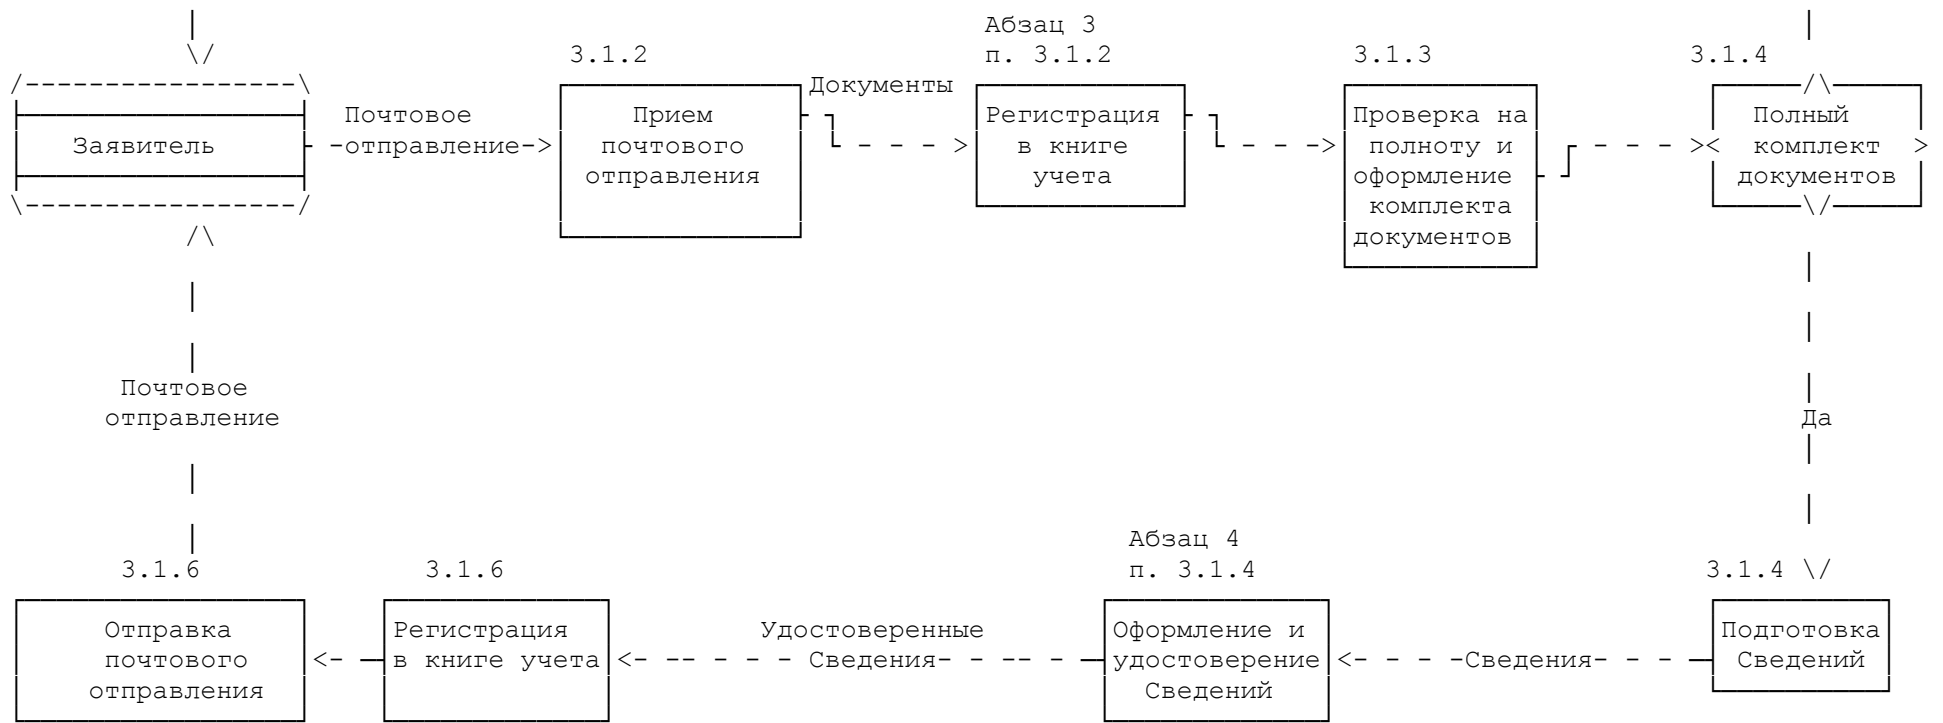 Абзац 3
3.1.2 п. 3.1.2 3.1.3 3.1.4
Документы
Почтовое Прием Регистрация Проверка на Полный
Заявитель отправление почтового в книге полноту и комплект
отправления учета оформление документов
комплекта
документов
Почтовое
отправление Да
Абзац 4
3.1.6 3.1.6 п. 3.1.4 3.1.4
Отправка Регистрация Удостоверенные Оформление и Подготовка
почтового в книге учета Сведения удостоверение Сведения Сведений
отправления Сведений